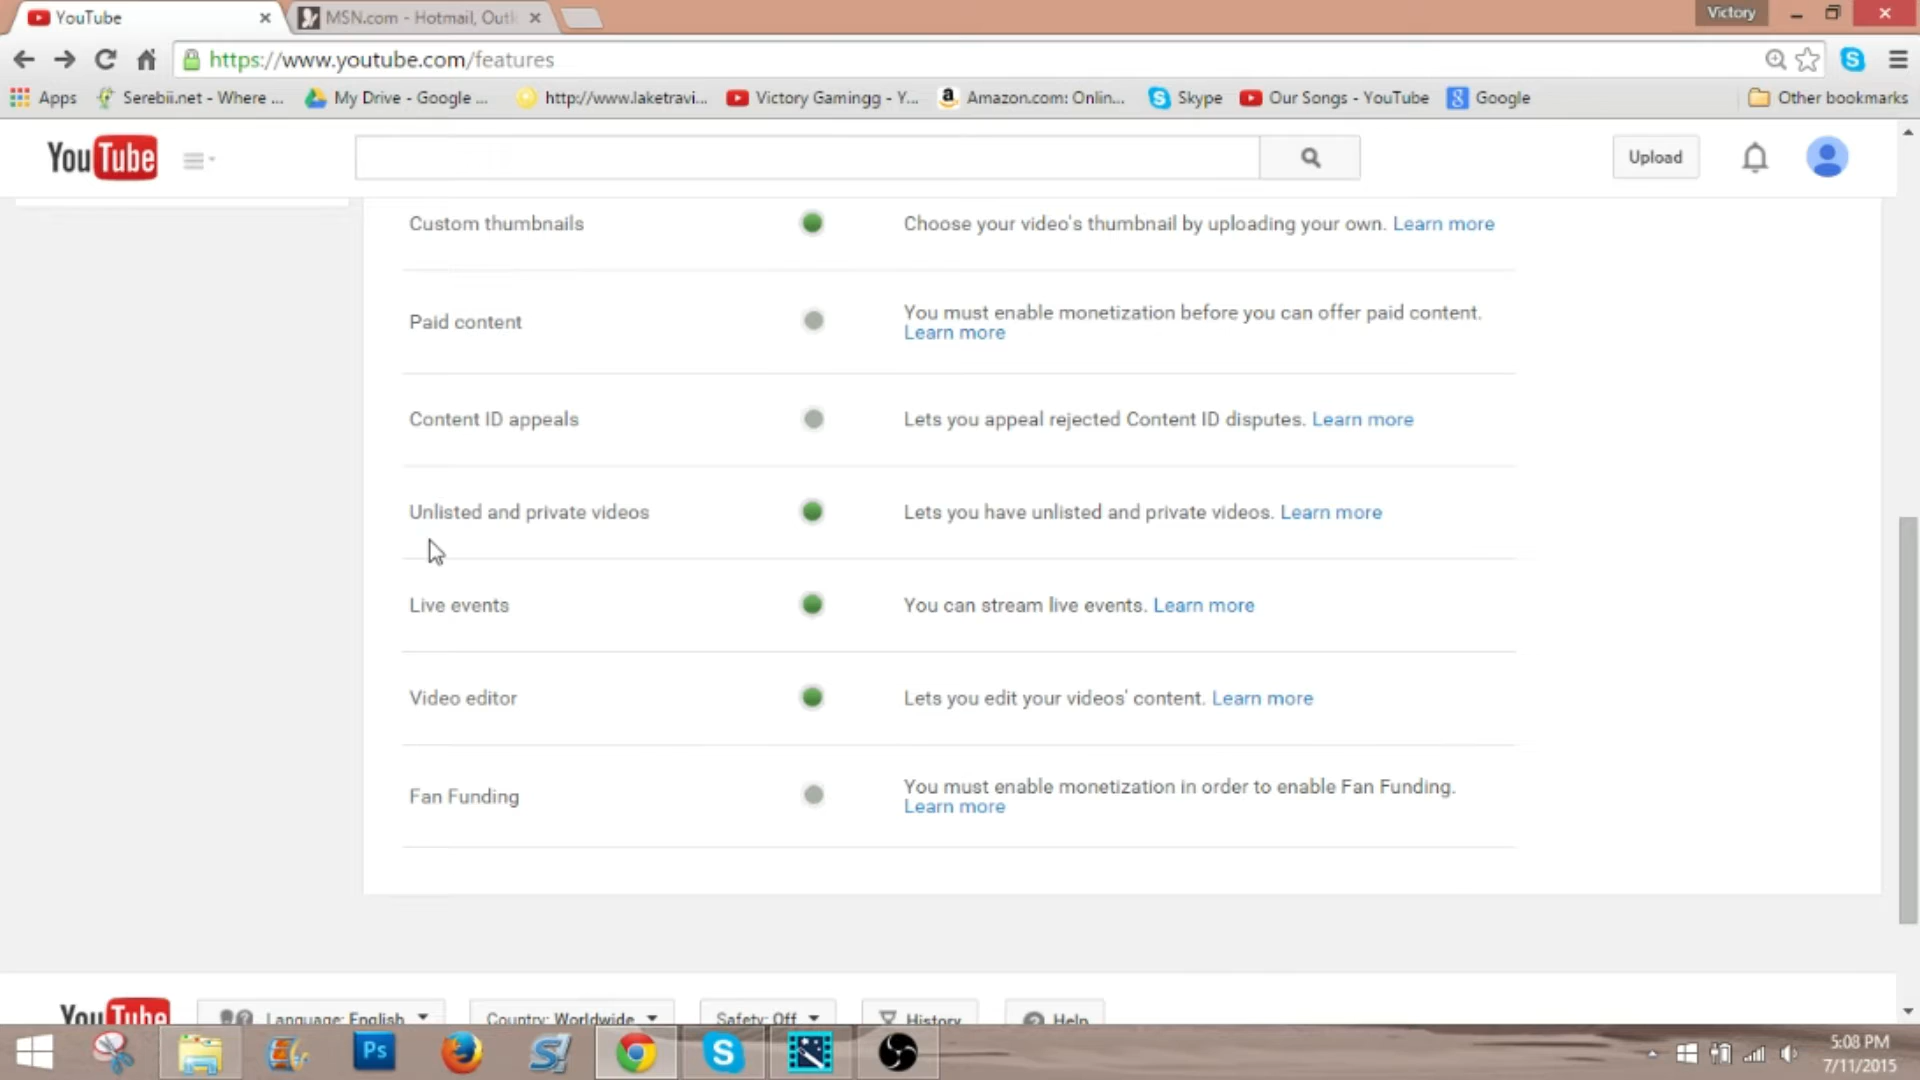 YouTube
MSN.com - Hotmail, Outl
Victory
https://www.youtube.com/features
Apps
Serebii.net - Where ...
My Drive - Google ...
http://www.laketravi...
Victory Gamingg - Y...
Amazon.com: Onlin...
Skype
Our Songs - YouTube
Google
Other bookmarks
YouTube
Upload
Custom thumbnails
Choose your video's thumbnail by uploading your own. Learn more
Paid content
You must enable monetization before you can offer paid content.
Learn more
Content ID appeals
Lets you appeal rejected Content ID disputes. Learn more
Unlisted and private videos
Lets you have unlisted and private videos. Learn more
Live events
You can stream live events. Learn more
Video editor
Lets you edit your videos' content. Learn more
Fan Funding
You must enable monetization in order to enable Fan Funding.
Learn more
YouTube
Language: English
Country: Worldwide
Safety: Off
History
Help
Ps
5:08 PM
7/11/2015